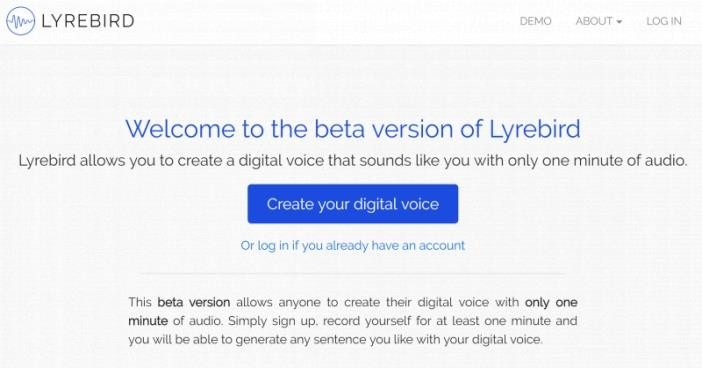 LYREBIRD
DEMO ABOUT LOG IN
Welcome to the beta version of Lyrebird
Lyrebird allows you to create a digital voice that sounds like you with only one minute of audio.
Create your digital voice
Or log in if you already have an account
This beta version allows anyone to create their digital voice with only one
minute of audio. Simply sign up, record yourself for at least one minute and
you will be able to generate any sentence you like with your digital voice.